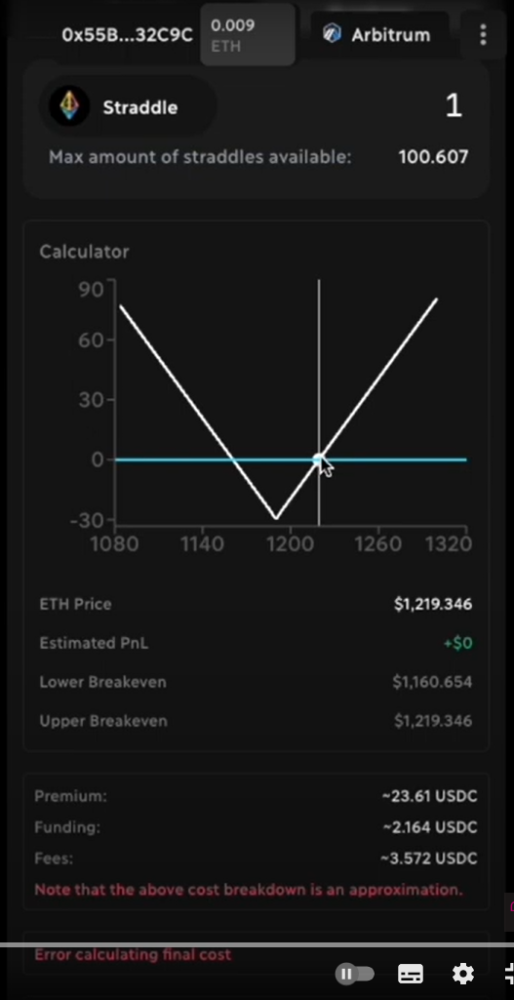 0x55B...32C9C 0.009 ETH Arbitrum
Straddle 1
Max amount of straddles available: 100.607
Calculator
90
60
30
0
-30
1080 1140 1200 1260 1320
ETH Price $1,219.346
Estimated PnL +$0
Lower Breakeven $1,160.654
Upper Breakeven $1,219.346
Premium: ~23.61 USDC
Funding: ~2.164 USDC
Fees: ~3.572 USDC
Note that the above cost breakdown is an approximation.
Error calculating final cost